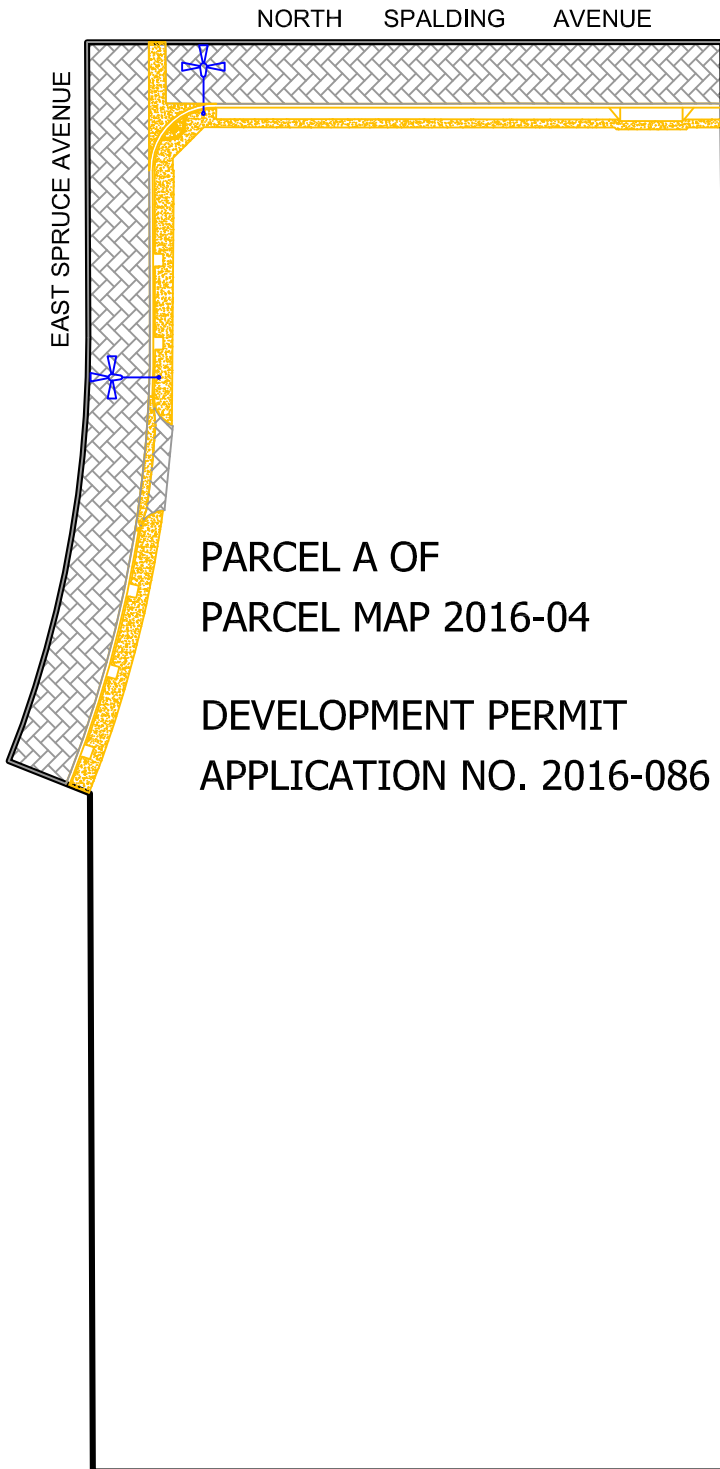 NORTH SPALDING AVENUE
EAST SPRUCE AVENUE
PARCEL A OF
PARCEL MAP 2016-04
DEVELOPMENT PERMIT
APPLICATION NO. 2016-086